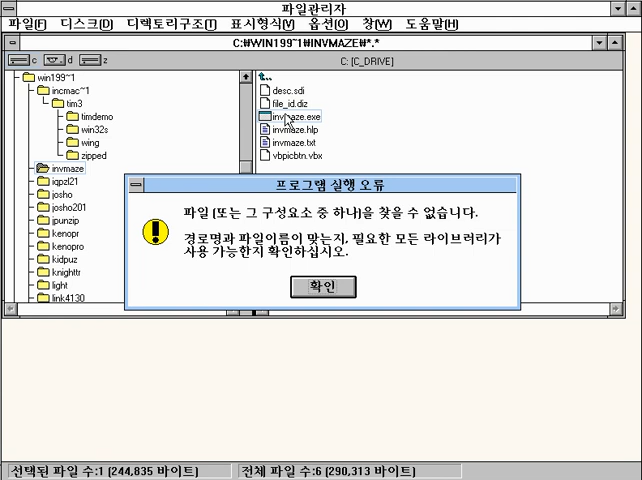 파일관리자
파일(F) 디스크(D) 디렉토리구조(T) 표시형식(V) 옵션(O) 창(W) 도움말(H)
C:₩WIN199~1₩INVMAZE₩*.*
c d z C: [C_DRIVE]
win199~1
incmac~1
tim3
timdemo
win32s
wing
zipped
invmaze
iqpzl21
josho
josho201
jpunzip
kenopr
kenopro
kidpuz
knighttr
light
link4130
..
desc.sdi
file_id.diz
invmaze.exe
invmaze.hlp
invmaze.txt
vbpicbtn.vbx
프로그램 실행 오류
파일 (또는 그 구성요소 중 하나)을 찾을 수 없습니다.
경로명과 파일이름이 맞는지, 필요한 모든 라이브러리가
사용 가능한지 확인하십시오.
확인
선택된 파일 수:1 (244,835 바이트) 전체 파일 수:6 (290,313 바이트)